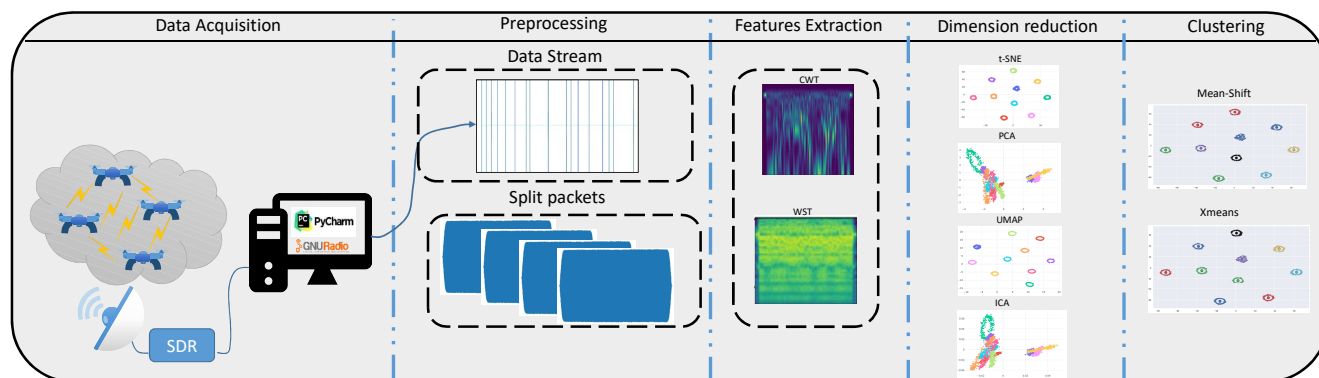 Data Acquisition
Preprocessing
Features Extraction
Dimension reduction
Clustering
Data Stream
Split packets
PC
PyCharm
GNURadio
SDR
CWT
WST
t-SNE
PCA
UMAP
ICA
Mean-Shift
Xmeans